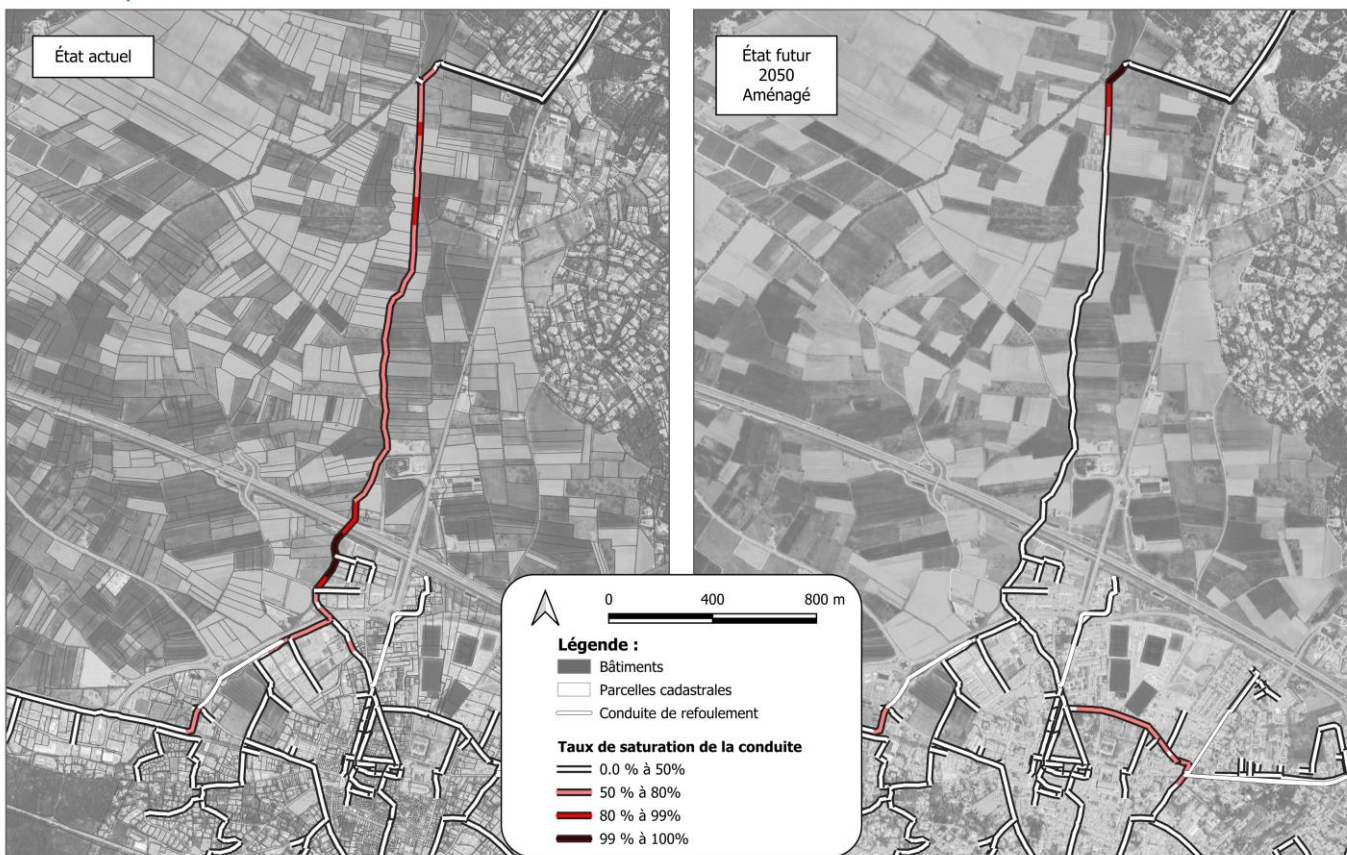 État actuel
État futur
2050
Aménagé
0 400 800 m
Légende :
Bâtiments
Parcelles cadastrales
Conduite de refoulement
Taux de saturation de la conduite
0.0 % à 50%
50 % à 80%
80 % à 99%
99 % à 100%